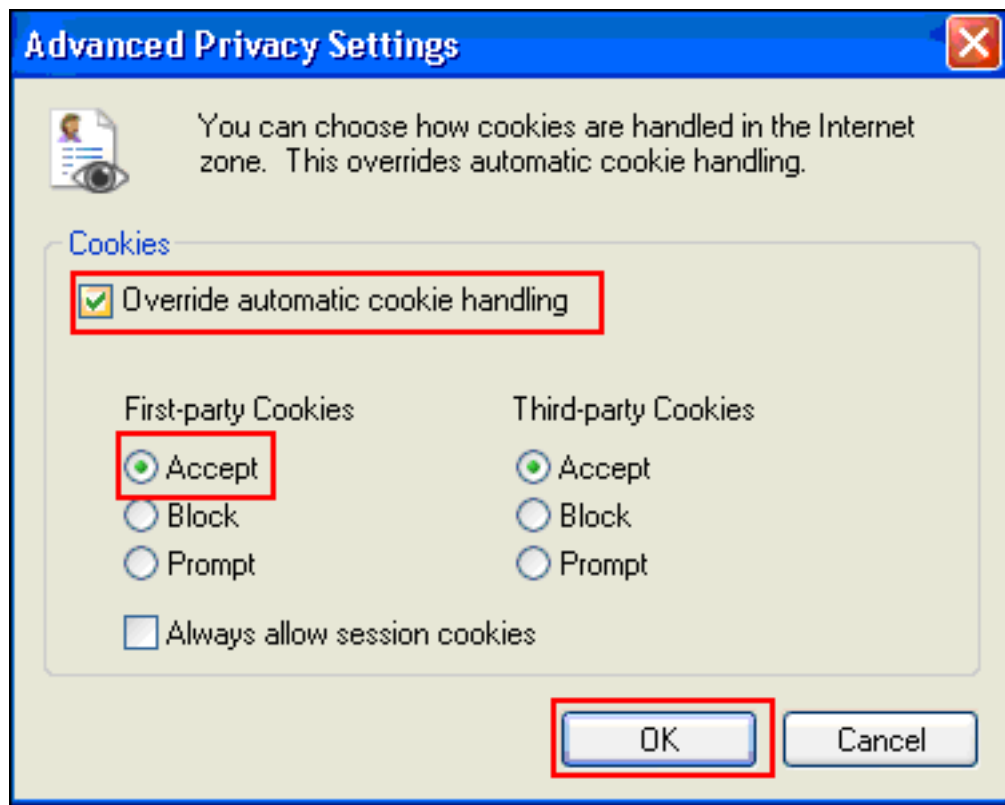 Advanced Privacy Settings
You can choose how cookies are handled in the Internet
zone.  This overrides automatic cookie handling.
Cookies
Override automatic cookie handling
First-party Cookies
Third-party Cookies
Accept
Accept
Block
Block
Prompt
Prompt
Always allow session cookies
OK
Cancel